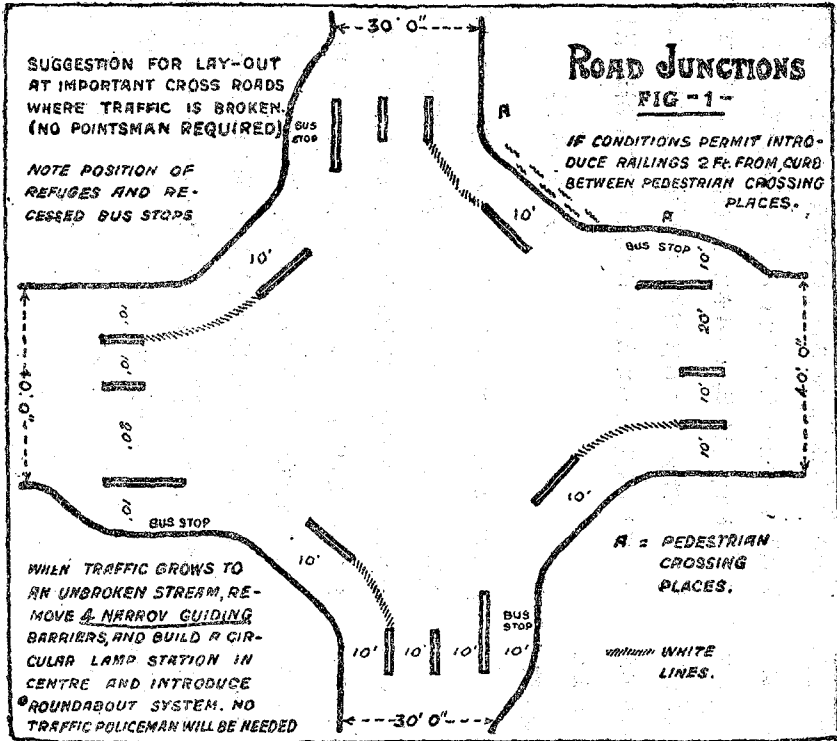 30' 0"
SUGGESTION FOR LAY-OUT
AT IMPORTANT CROSS ROADS
WHERE TRAFFIC IS BROKEN.
(NO POINTSMAN REQUIRED)
NOTE POSITION OF
REFUGES AND RE-
CESSED BUS STOPS
BUS
STOP
ROAD JUNCTIONS
FIG -1-
IF CONDITIONS PERMIT INTRO-
DUCE RAILINGS 2 Ft. FROM CURB
BETWEEN PEDESTRIAN CROSSING
PLACES.
A
10'
A
BUS STOP
10'
20'
10'
10'
40' 0"
10'
10'
10'
20'
10'
40' 0"
BUS STOP
10'
10'
A = PEDESTRIAN
CROSSING
PLACES.
WHITE
LINES.
WHEN TRAFFIC GROWS TO
AN UNBROKEN STREAM, RE-
MOVE 4 NARROV GUIDING
BARRIERS, AND BUILD A CIR-
CULAR LAMP STATION IN
CENTRE AND INTRODUCE
ROUNDABOUT SYSTEM. NO
TRAFFIC POLICEMAN WILL BE NEEDED
BUS
STOP
10' 10' 10' 10'
30' 0"